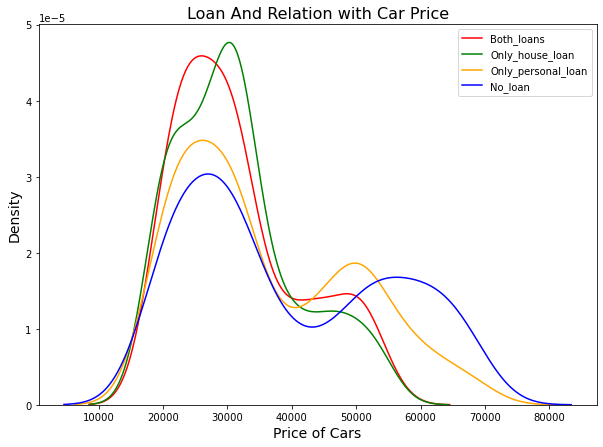 Loan And Relation with Car Price
1e−5
5
4
3
2
1
0
Density
Both_loans
Only_house_loan
Only_personal_loan
No_loan
10000 20000 30000 40000 50000 60000 70000 80000
Price of Cars